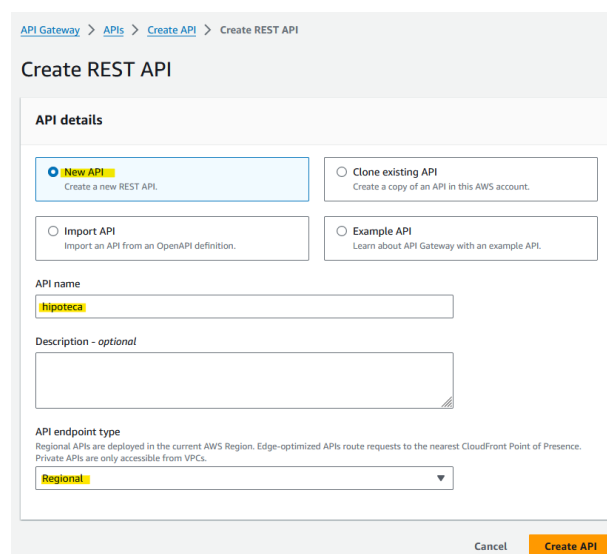 API Gateway > APIs > Create API > Create REST API
Create REST API
API details
New API
Create a new REST API.
Clone existing API
Create a copy of an API in this AWS account.
Import API
Import an API from an OpenAPI definition.
Example API
Learn about API Gateway with an example API.
API name
hipoteca
Description - optional
API endpoint type
Regional APIs are deployed in the current AWS Region. Edge-optimized APIs route requests to the nearest CloudFront Point of Presence.
Private APIs are only accessible from VPCs.
Regional
Cancel
Create API